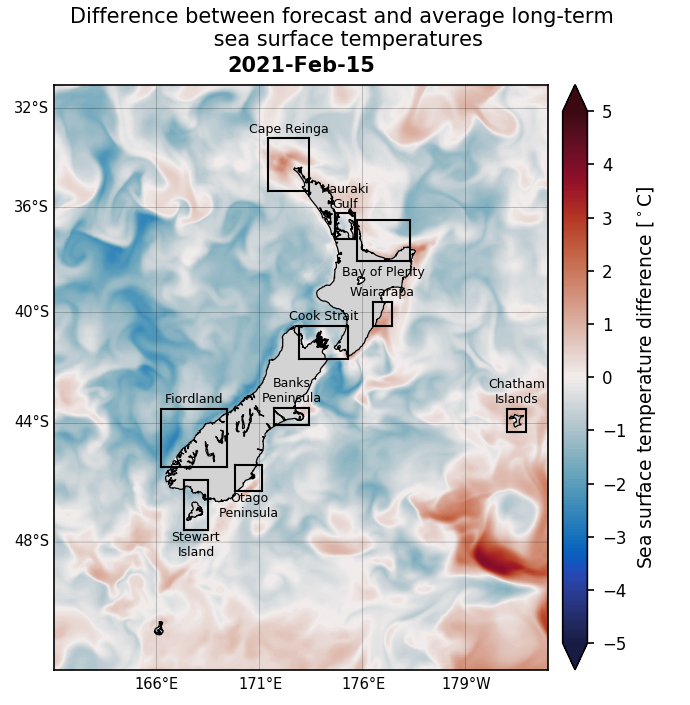 Difference between forecast and average long-term
sea surface temperatures
2021-Feb-15
32°S
36°S
40°S
44°S
48°S
166°E
171°E
176°E
179°W
Cape Reinga
Hauraki
Gulf
Bay of Plenty
Wairarapa
Cook Strait
Banks
Peninsula
Fiordland
Chatham
Islands
Otago
Peninsula
Stewart
Island
5
4
3
2
1
0
−1
−2
−3
−4
−5
Sea surface temperature difference [°C]